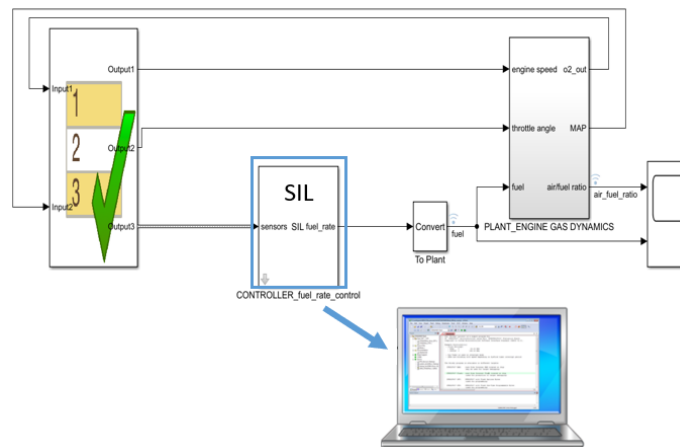 Output1
engine speed
o2_out
Input1
1
2
Output2
throttle angle
MAP
SIL
3
Input2
fuel
air/fuel ratio
air_fuel_ratio
Output3
sensors SIL fuel_rate
Convert
fuel
PLANT_ENGINE GAS DYNAMICS
To Plant
CONTROLLER_fuel_rate_control